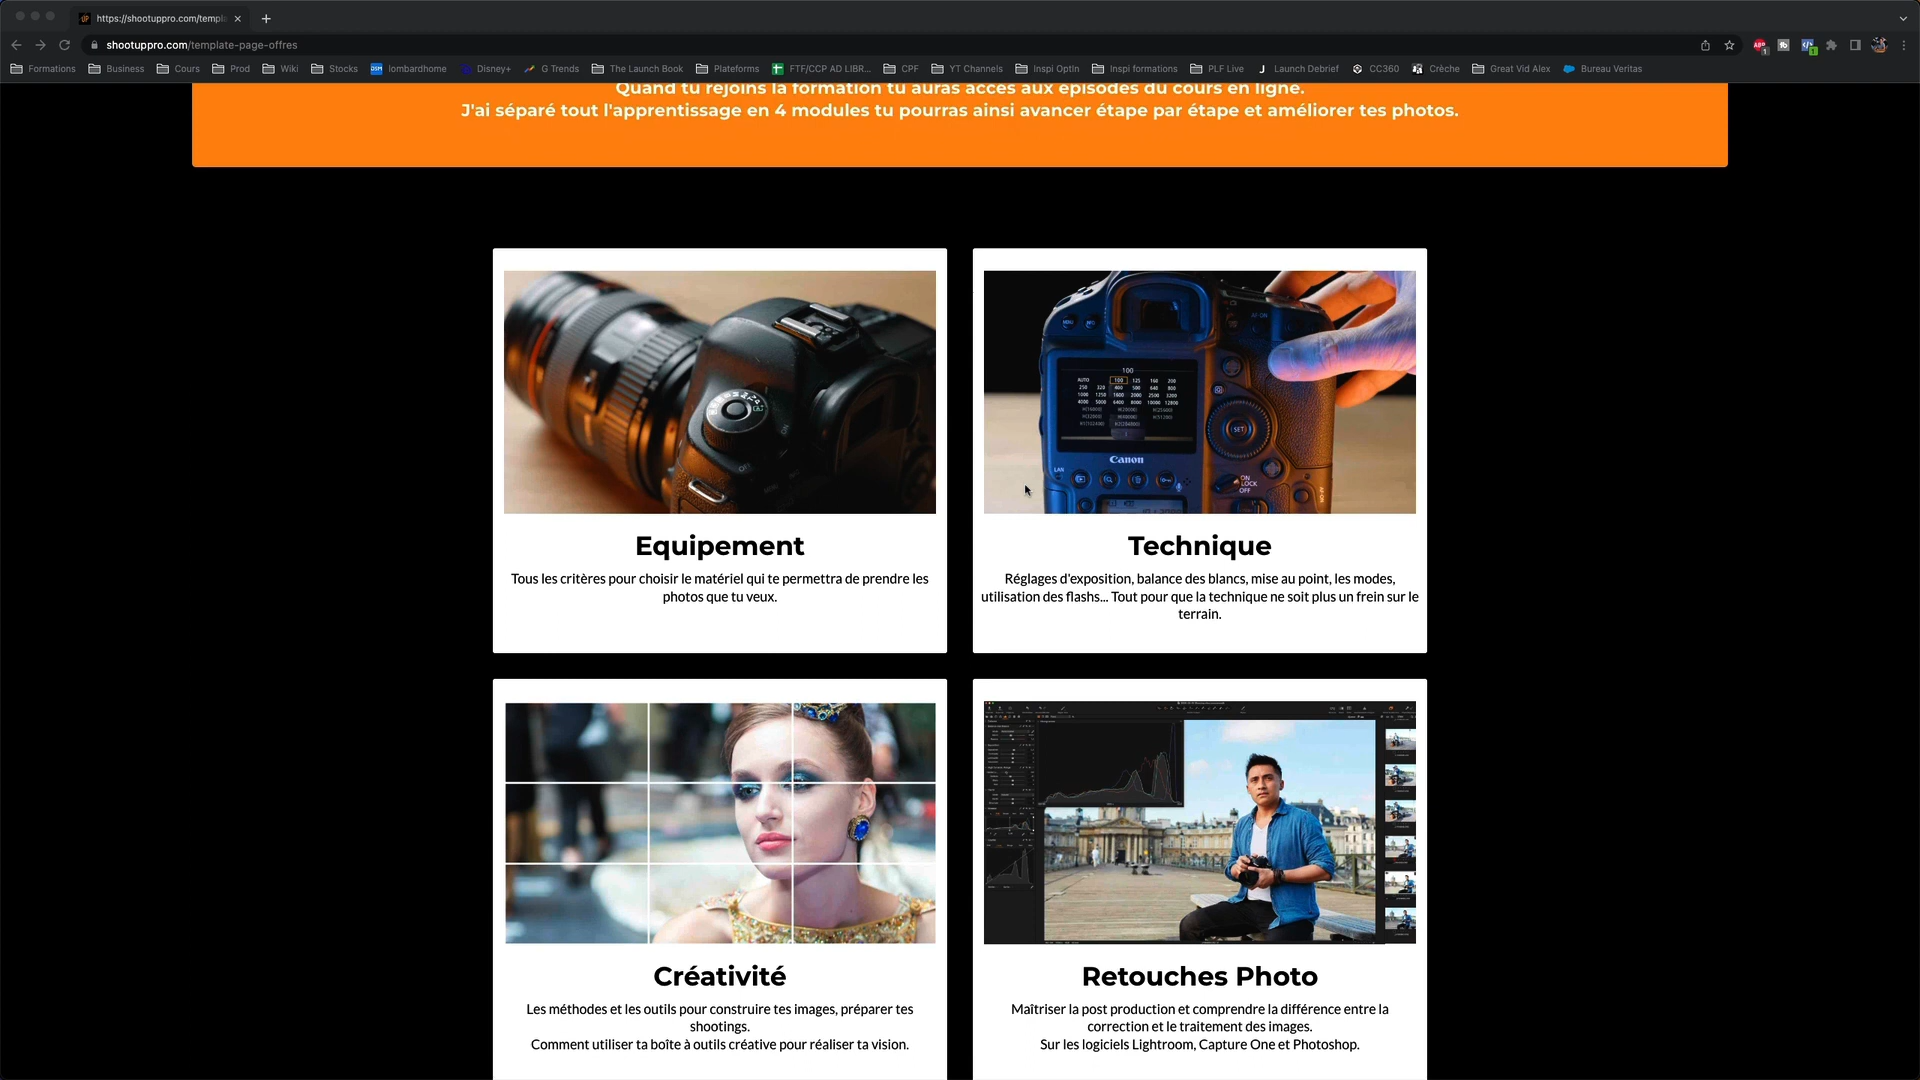 https://shootuppro.com/templ
shootuppro.com/template-page-offres
Formations Business Cours Prod Wiki Stocks lombardhome Disney+ G Trends The Launch Book Plateforms FTF/CCP AD LIBR... CPF YT Channels Inspi OptIn Inspi formations PLF Live Launch Debrief CC360 Crèche Great Vid Alex Bureau Veritas
Quand tu rejoins la formation tu auras accès aux épisodes du cours en ligne.
J'ai séparé tout l'apprentissage en 4 modules tu pourras ainsi avancer étape par étape et améliorer tes photos.
Canon
LAN
SET
ON
LOCK
OFF
Equipement
Tous les critères pour choisir le matériel qui te permettra de prendre les
photos que tu veux.
Technique
Réglages d'exposition, balance des blancs, mise au point, les modes,
utilisation des flashs... Tout pour que la technique ne soit plus un frein sur le
terrain.
Créativité
Les méthodes et les outils pour construire tes images, préparer tes
shootings.
Comment utiliser ta boîte à outils créative pour réaliser ta vision.
Retouches Photo
Maîtriser la post production et comprendre la différence entre la
correction et le traitement des images.
Sur les logiciels Lightroom, Capture One et Photoshop.